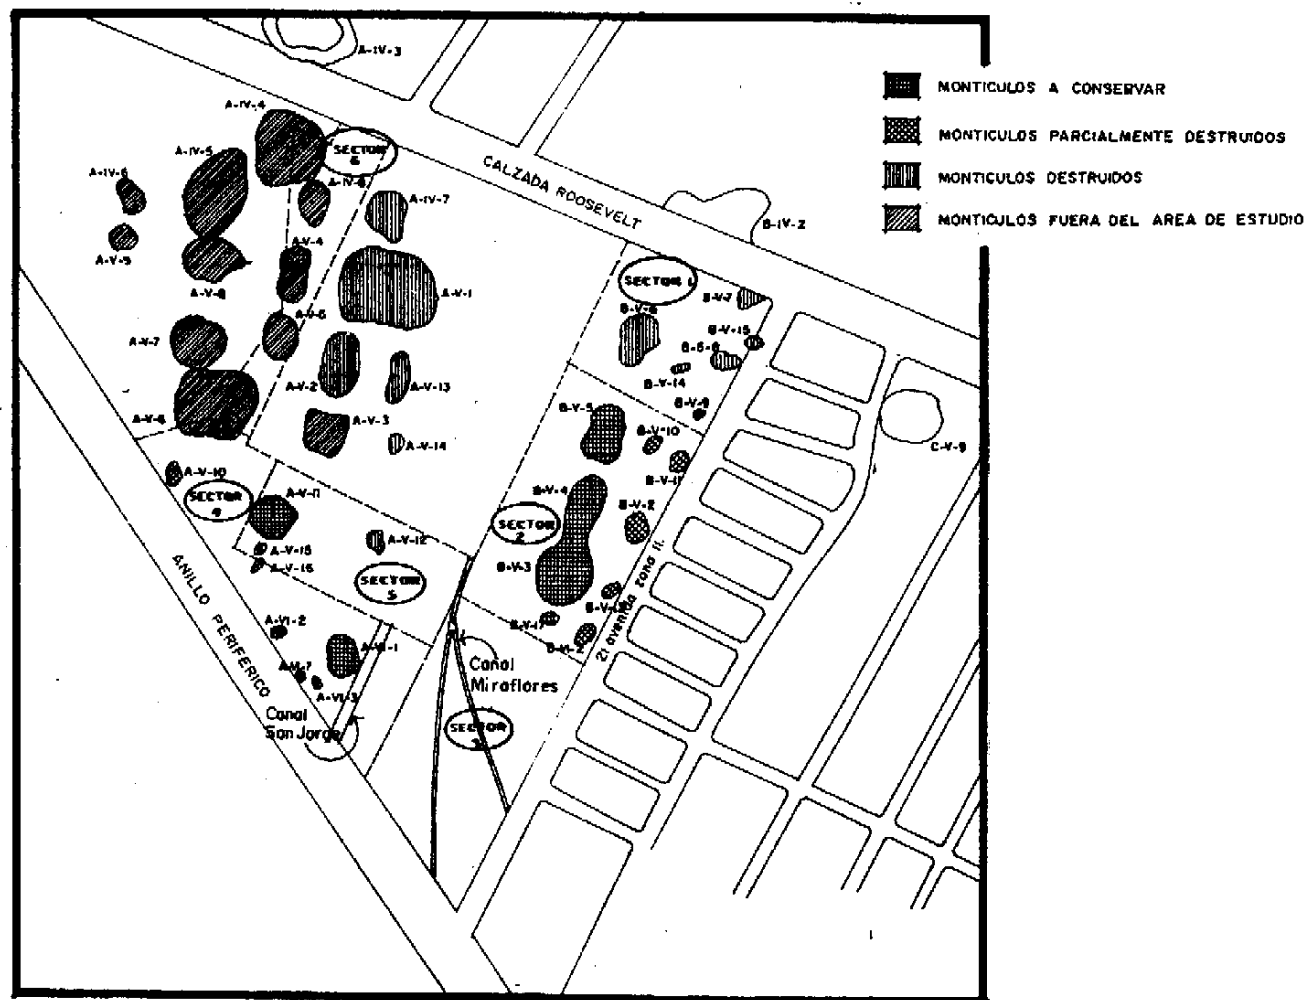 A-IV-3
MONTICULOS A CONSERVAR
MONTICULOS PARCIALMENTE DESTRUIDOS
MONTICULOS DESTRUIDOS
MONTICULOS FUERA DEL AREA DE ESTUDIO
A-IV-4
SECTOR
6
A-IV-5
A-IV-6
A-IV-7
CALZADA ROOSEVELT
B-IV-2
A-V-9
A-V-4
A-V-8
A-V-1
SECTOR 1
B-V-7
B-V-15
A-V-7
A-V-2
A-V-13
B-V-14
B-V-9
A-V-3
A-V-14
B-V-5
B-V-10
C-V-9
A-V-10
SECTOR
4
A-V-11
B-V-4
B-V-11
B-V-2
SECTOR
2
A-V-12
A-V-15
A-V-16
B-V-3
SECTOR
5
ANILLO PERIFERICO
A-VI-2
A-VI-1
B-V-17
21 avenida zona 11.
A-VI-3
Canal
Miraflores
Canal
San Jorge
SECTOR
3